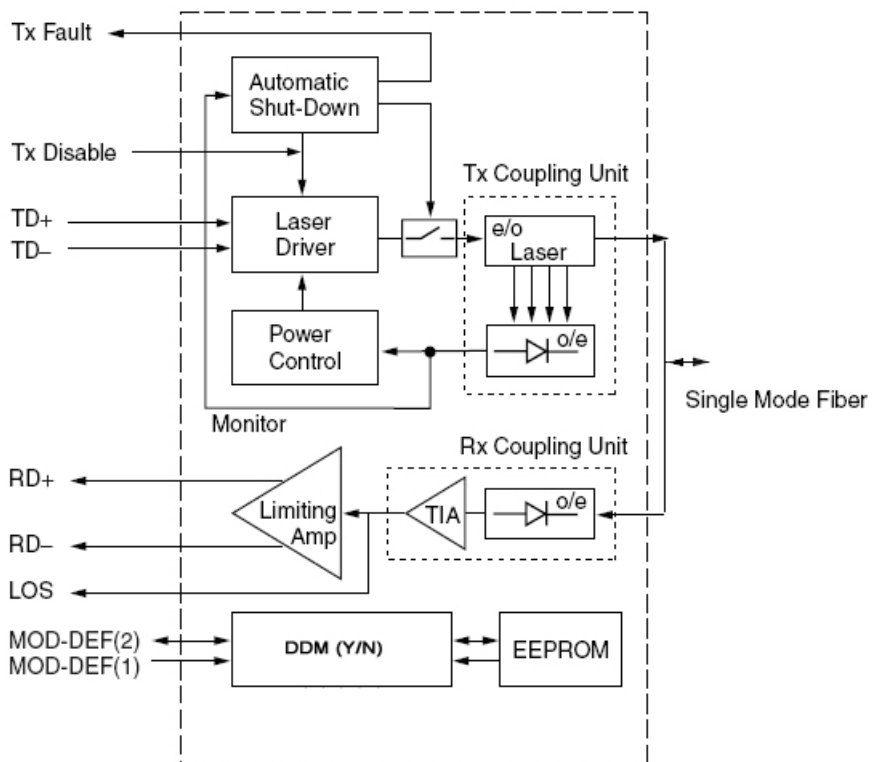 Tx Fault
Automatic
Shut-Down
Tx Disable
Tx Coupling Unit
TD+
TD–
Laser
Driver
e/o
Laser
Power
Control
o/e
Single Mode Fiber
Monitor
Rx Coupling Unit
RD+
Limiting
Amp
TIA
o/e
RD–
LOS
MOD-DEF(2)
MOD-DEF(1)
DDM (Y/N)
EEPROM